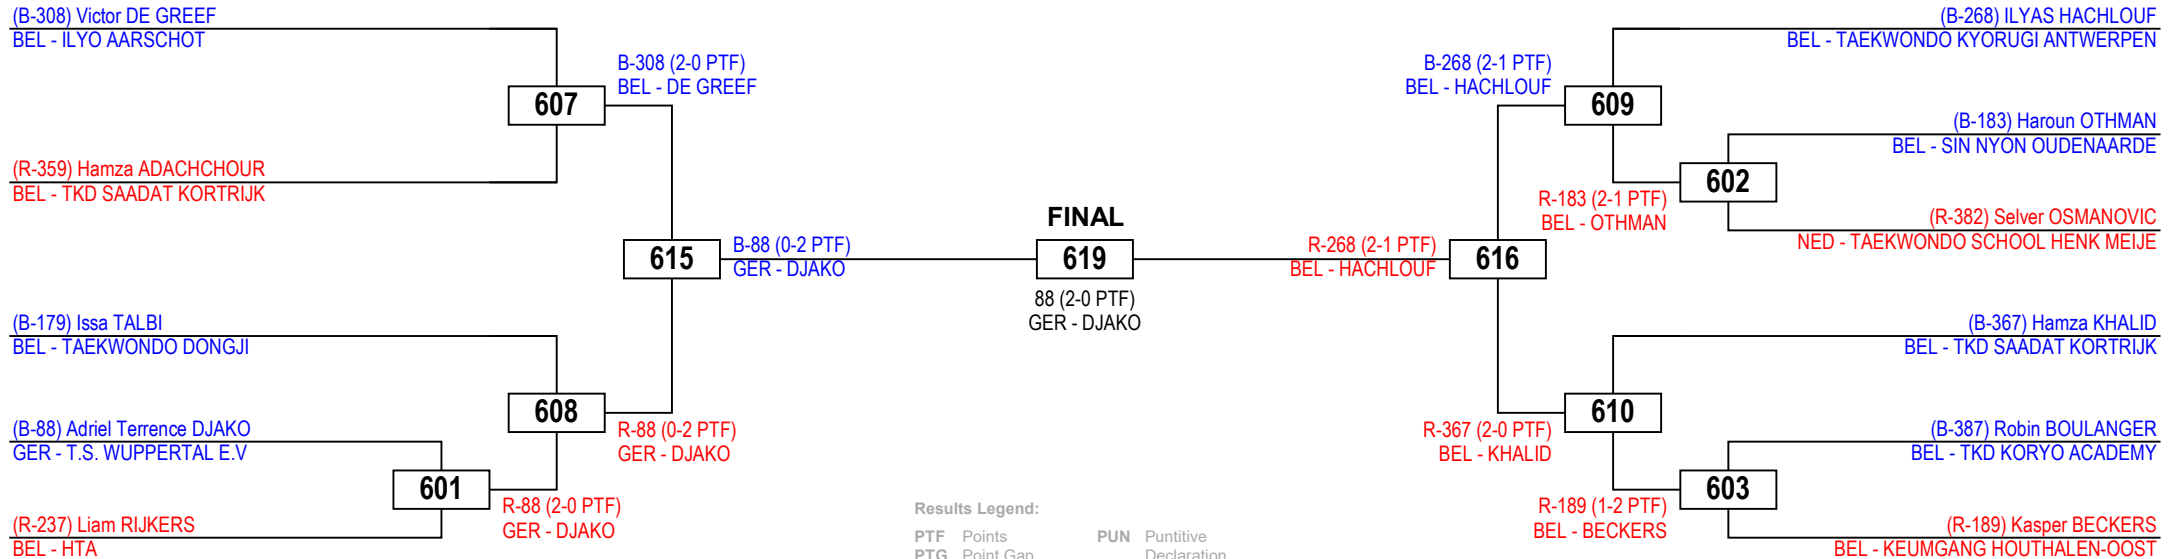 (B-308) Victor DE GREEF
BEL - ILYO AARSCHOT
B-308 (2-0 PTF)
BEL - DE GREEF
607
(R-359) Hamza ADACHCHOUR
BEL - TKD SAADAT KORTRIJK
615
B-88 (0-2 PTF)
GER - DJAKO
(B-179) Issa TALBI
BEL - TAEKWONDO DONGJI
608
R-88 (0-2 PTF)
GER - DJAKO
(B-88) Adriel Terrence DJAKO
GER - T.S. WUPPERTAL E.V
601
R-88 (2-0 PTF)
GER - DJAKO
(R-237) Liam RIJKERS
BEL - HTA
FINAL
619
88 (2-0 PTF)
GER - DJAKO
(B-268) ILYAS HACHLOUF
BEL - TAEKWONDO KYORUGI ANTWERPEN
B-268 (2-1 PTF)
BEL - HACHLOUF
609
(B-183) Haroun OTHMAN
BEL - SIN NYON OUDENAARDE
602
R-183 (2-1 PTF)
BEL - OTHMAN
(R-382) Selver OSMANOVIC
NED - TAEKWONDO SCHOOL HENK MEIJE
R-268 (2-1 PTF)
BEL - HACHLOUF
616
(B-367) Hamza KHALID
BEL - TKD SAADAT KORTRIJK
610
R-367 (2-0 PTF)
BEL - KHALID
(B-387) Robin BOULANGER
BEL - TKD KORYO ACADEMY
603
R-189 (1-2 PTF)
BEL - BECKERS
(R-189) Kasper BECKERS
BEL - KEUMGANG HOUTHALEN-OOST
Results Legend:
PTF Points PUN Puntitive
PTG Point Gap Declaration